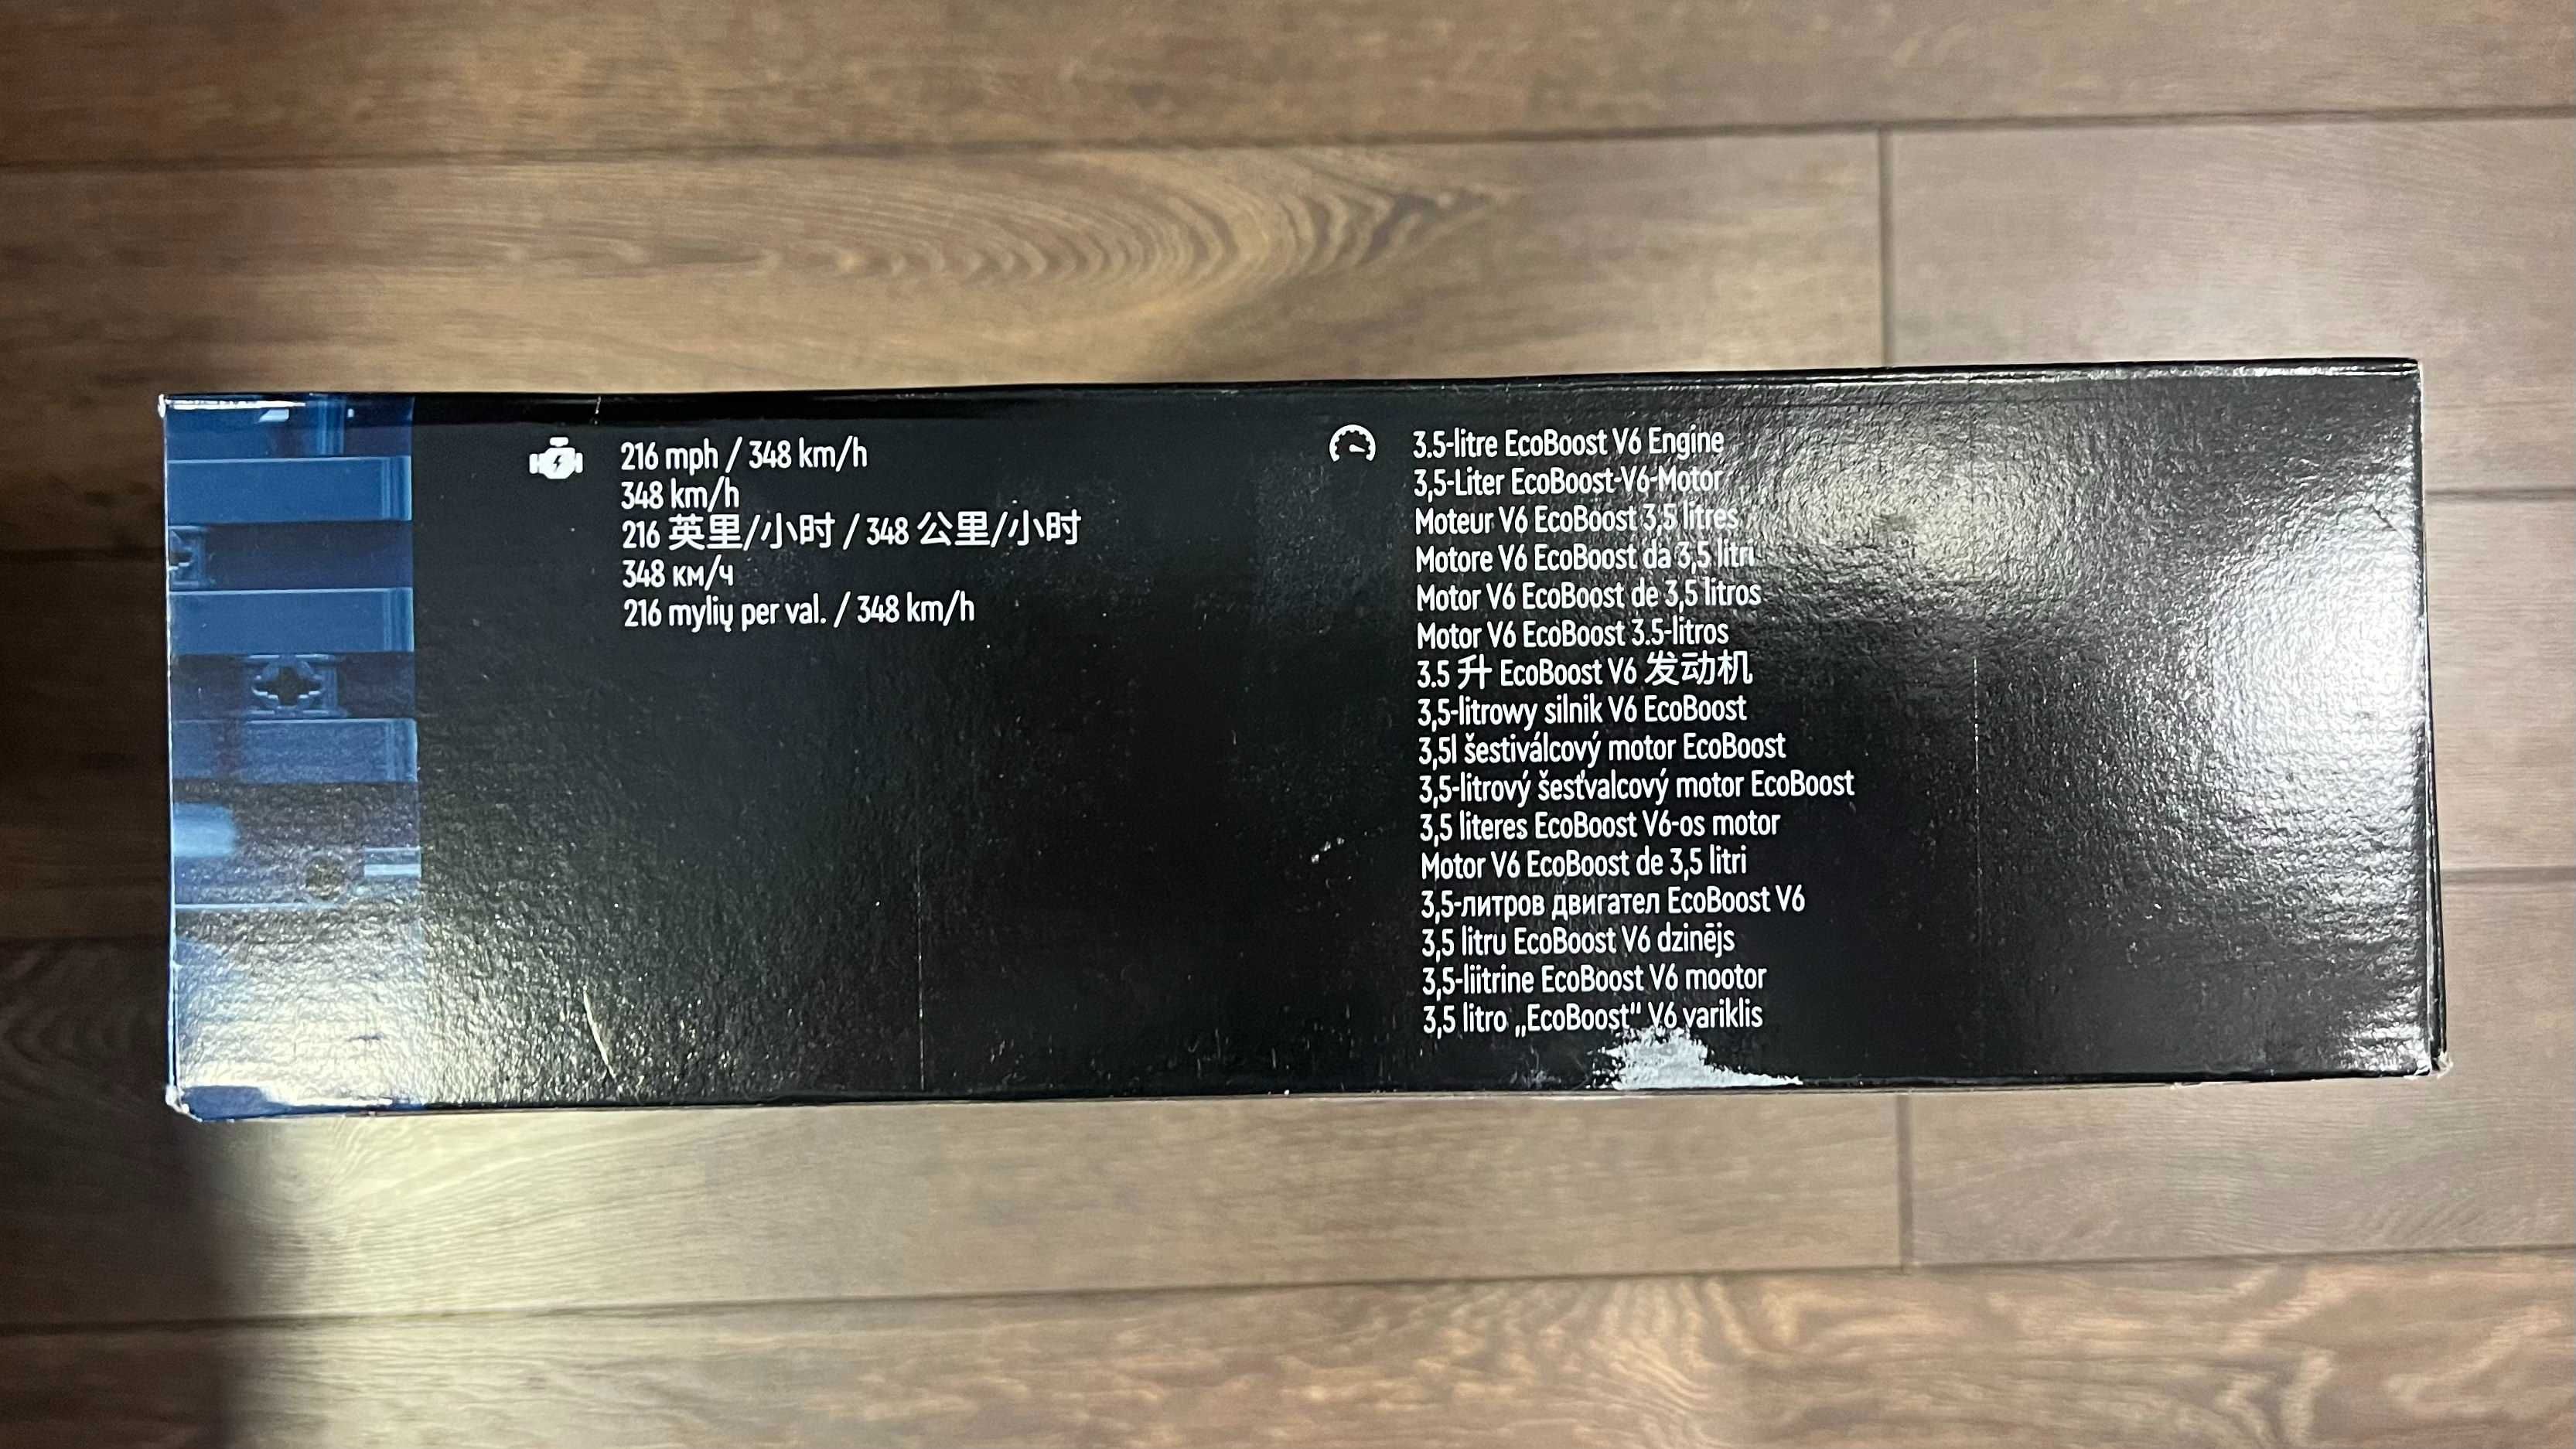 216 mph / 348 km/h
348 km/h
216 英里/小时 / 348 公里/小时
348 км/ч
216 mylių per val. / 348 km/h
3.5-litre EcoBoost V6 Engine
3,5-Liter EcoBoost-V6-Motor
Moteur V6 EcoBoost 3,5 litres
Motore V6 EcoBoost da 3,5 litri
Motor V6 EcoBoost de 3,5 litros
Motor V6 EcoBoost 3.5-litros
3.5 升 EcoBoost V6 发动机
3,5-litrowy silnik V6 EcoBoost
3,5l šestiválcový motor EcoBoost
3,5-litrový šesťvalcový motor EcoBoost
3,5 literes EcoBoost V6-os motor
Motor V6 EcoBoost de 3,5 litri
3,5-литров двигател EcoBoost V6
3,5 litru EcoBoost V6 dzinējs
3,5-liitrine EcoBoost V6 mootor
3,5 litro „EcoBoost“ V6 variklis